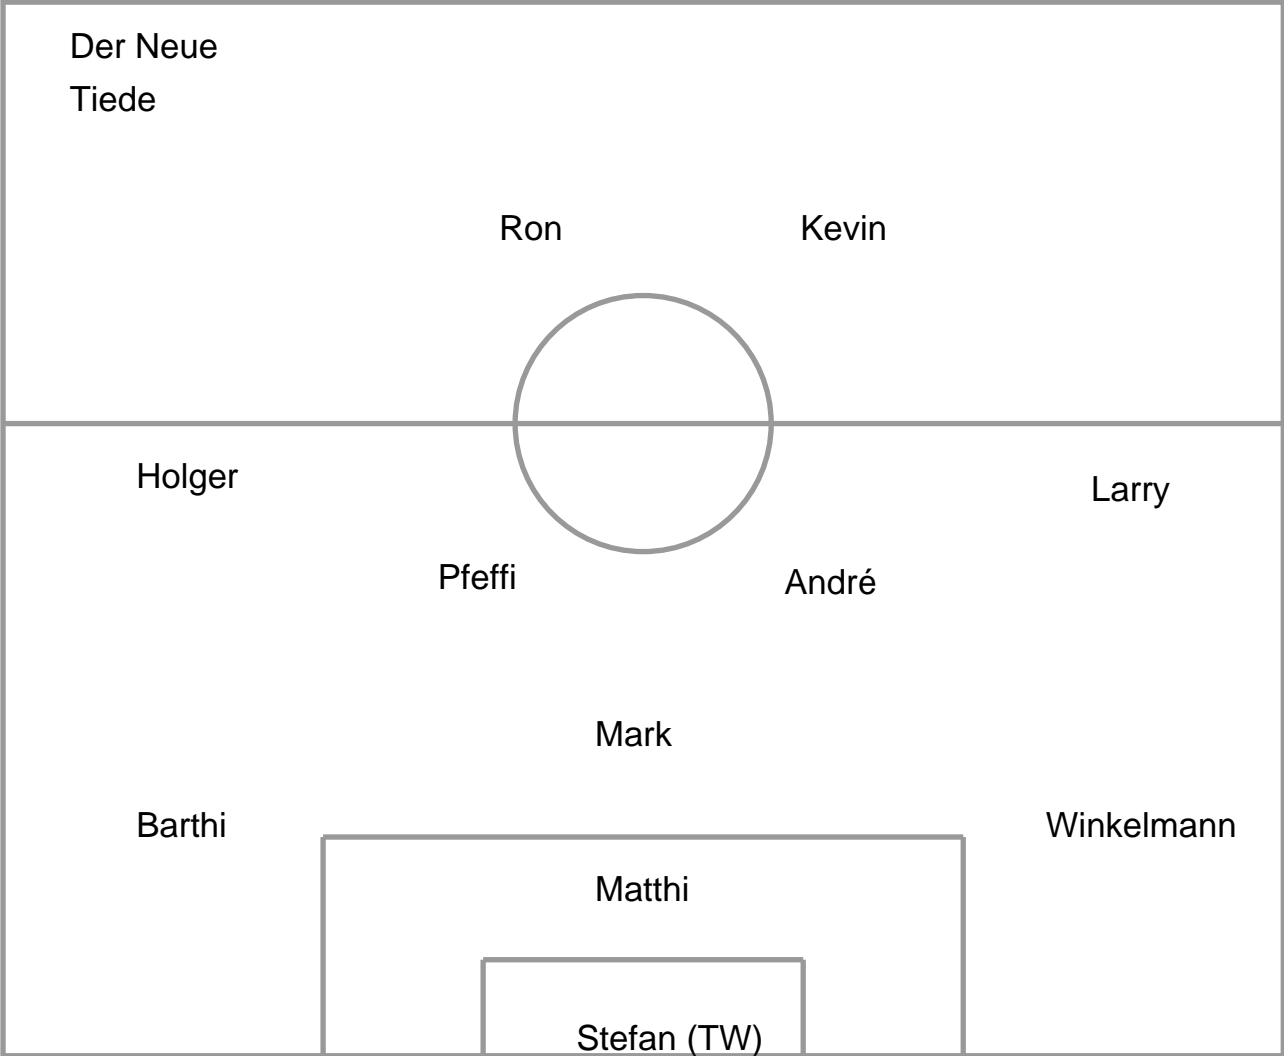 Der Neue
Tiede
Ron Kevin
Holger Larry
Pfeffi André
Mark
Barthi Winkelmann
Matthi
Stefan (TW)